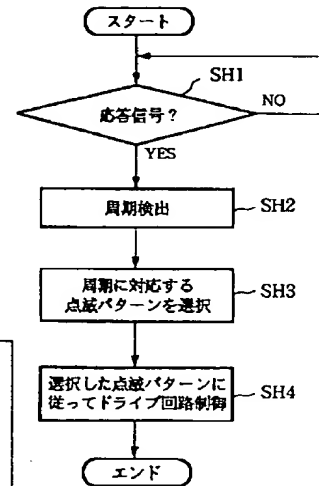 スタート
SH1
応答信号?
NO
YES
周期検出
SH2
周期に対応する
点滅パターンを選択
SH3
選択した点滅パターンに
従ってドライブ回路制御
SH4
エンド